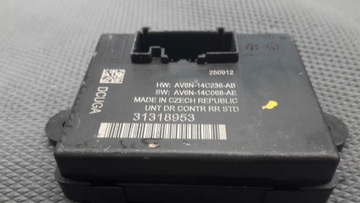 250912
HW: AV6N-14C236-AB
SW: AV6N-14C068-AE
MADE IN CZECH REPUBLIC
UNT DR CONTR RR STD
31318953
DCUGA